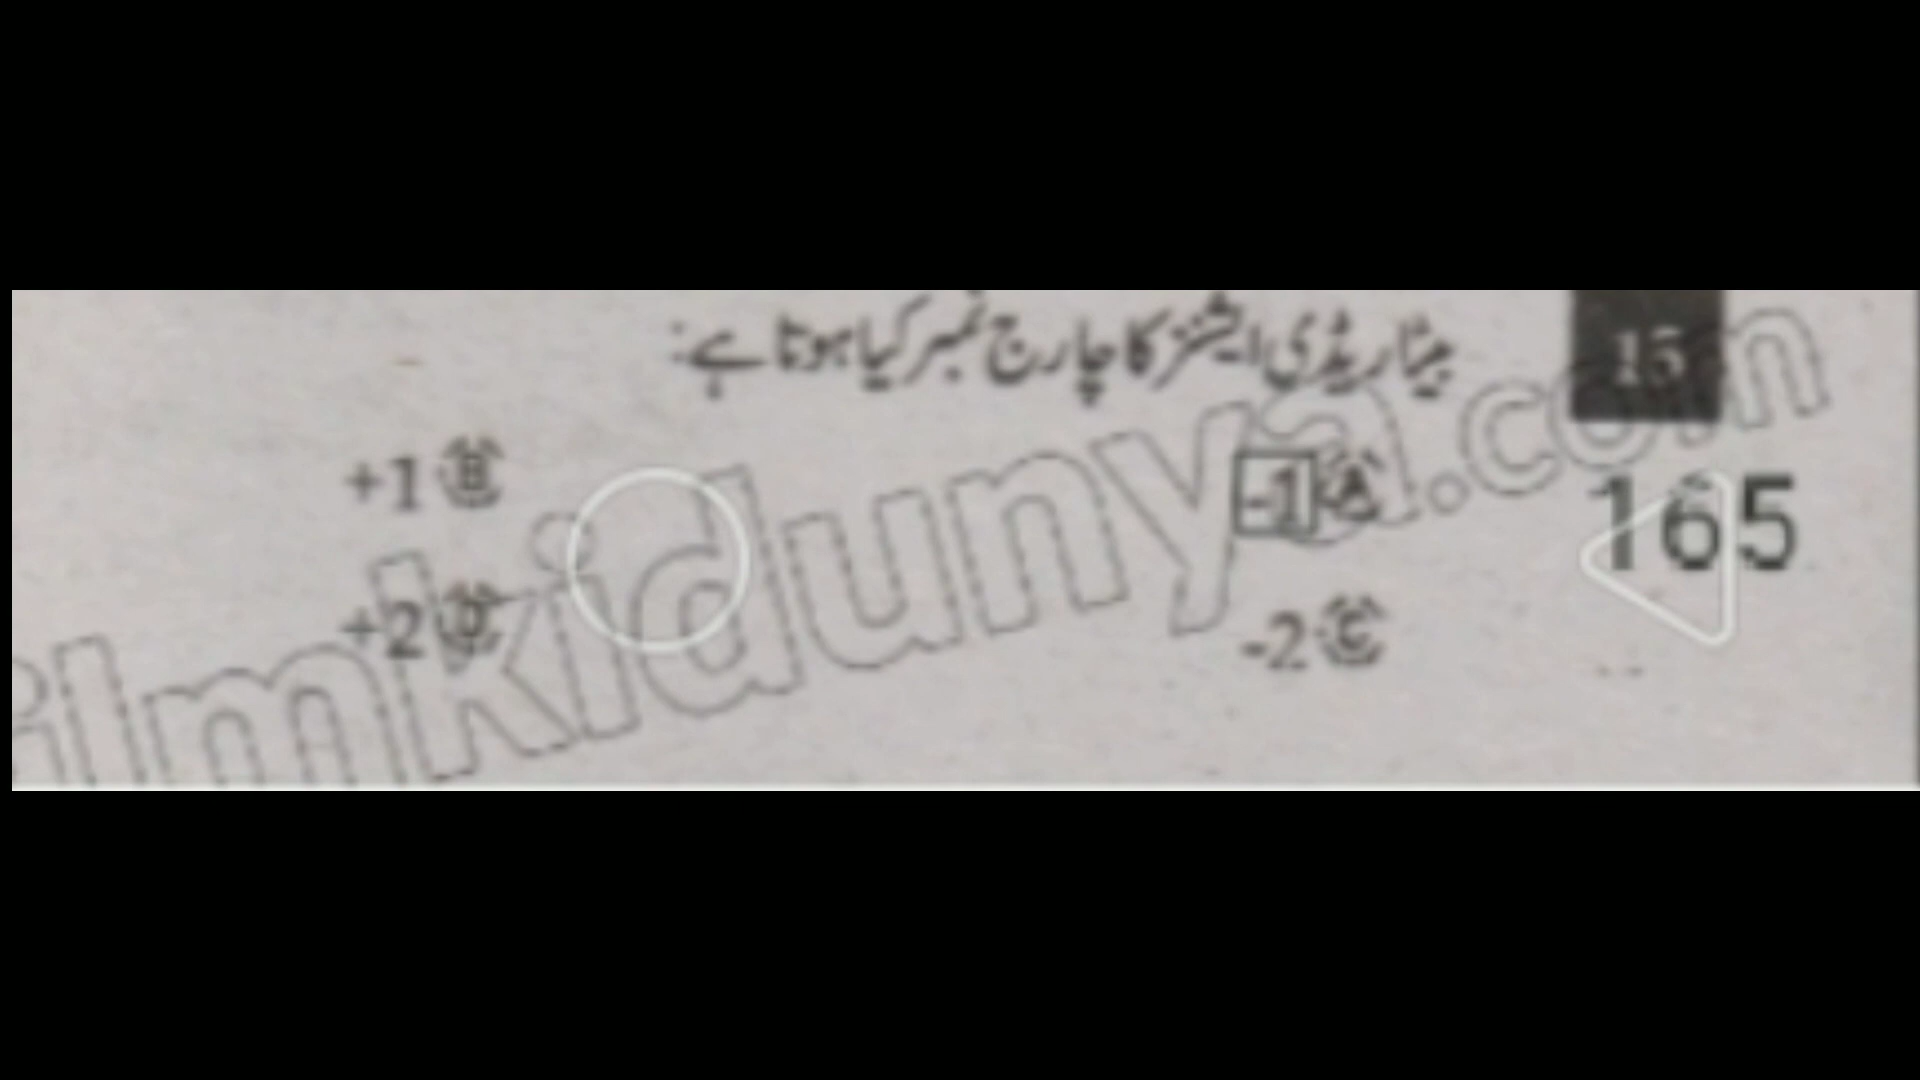 15 بیٹا ریڈی ایشنز کا چارج نمبر کیا ہوتا ہے:
165 (A) -1 (B) +1
(C) -2 (D) +2
ilmkidunya.com